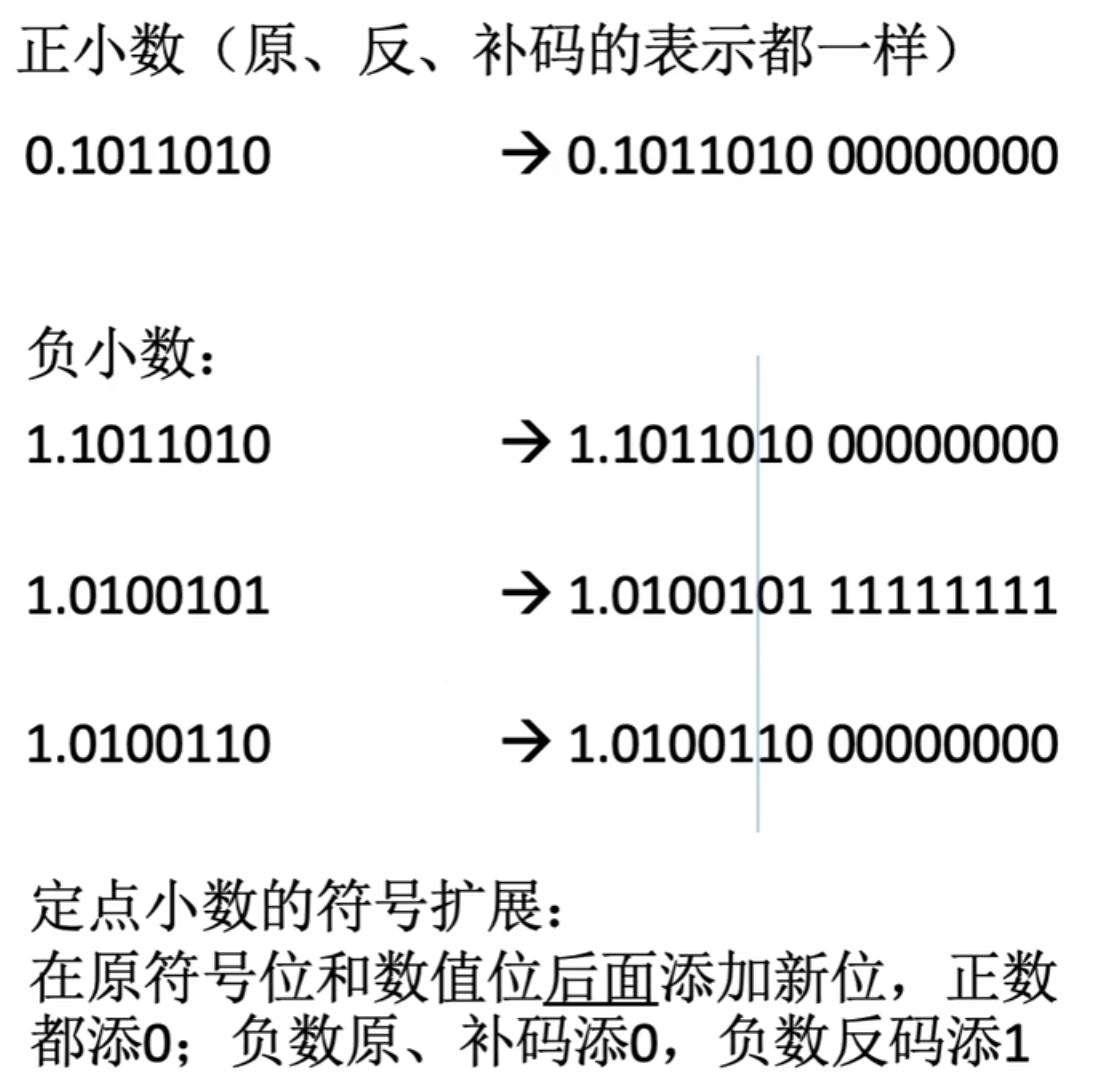 正小数（原、反、补码的表示都一样）
0.1011010 → 0.1011010 00000000
负小数：
1.1011010 → 1.1011010 00000000
1.0100101 → 1.0100101 11111111
1.0100110 → 1.0100110 00000000
定点小数的符号扩展：
在原符号位和数值位后面添加新位，正数
都添0；负数原、补码添0，负数反码添1